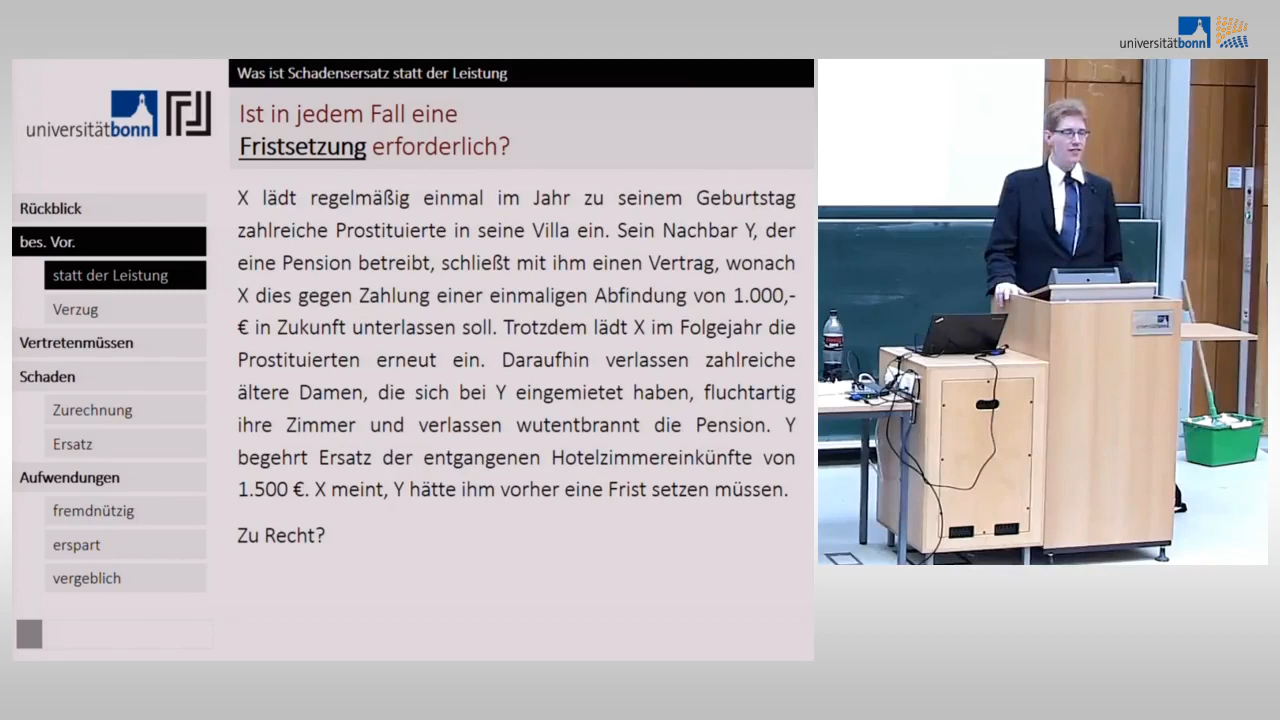 universitätbonn
Was ist Schadensersatz statt der Leistung
universitätbonn
Ist in jedem Fall eine
Fristsetzung erforderlich?
Rückblick
bes. Vor.
statt der Leistung
Verzug
Vertretenmüssen
Schaden
Zurechnung
Ersatz
Aufwendungen
fremdnützig
erspart
vergeblich
X lädt regelmäßig einmal im Jahr zu seinem Geburtstag
zahlreiche Prostituierte in seine Villa ein. Sein Nachbar Y, der
eine Pension betreibt, schließt mit ihm einen Vertrag, wonach
X dies gegen Zahlung einer einmaligen Abfindung von 1.000,-
€ in Zukunft unterlassen soll. Trotzdem lädt X im Folgejahr die
Prostituierten erneut ein. Daraufhin verlassen zahlreiche
ältere Damen, die sich bei Y eingemietet haben, fluchtartig
ihre Zimmer und verlassen wutentbrannt die Pension. Y
begehrt Ersatz der entgangenen Hotelzimmereinkünfte von
1.500 €. X meint, Y hätte ihm vorher eine Frist setzen müssen.
Zu Recht?